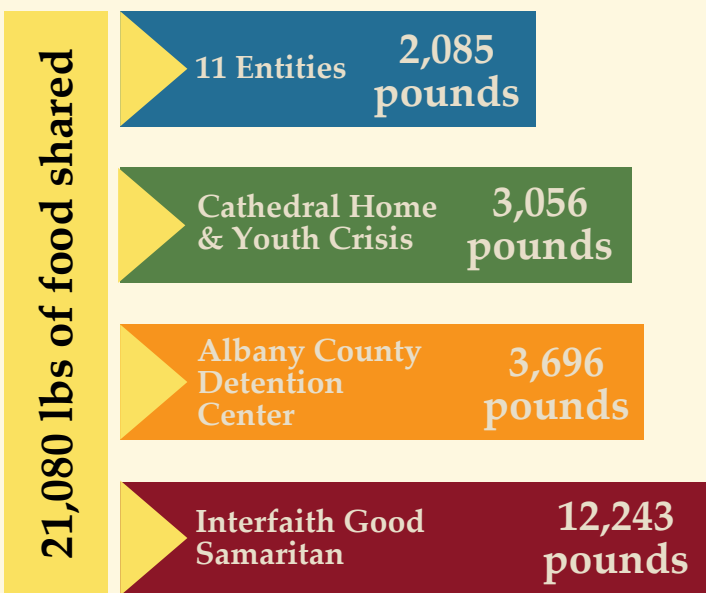 21,080 lbs of food shared
11 Entities
2,085
pounds
Cathedral Home
& Youth Crisis
3,056
pounds
Albany County
Detention
Center
3,696
pounds
Interfaith Good
Samaritan
12,243
pounds